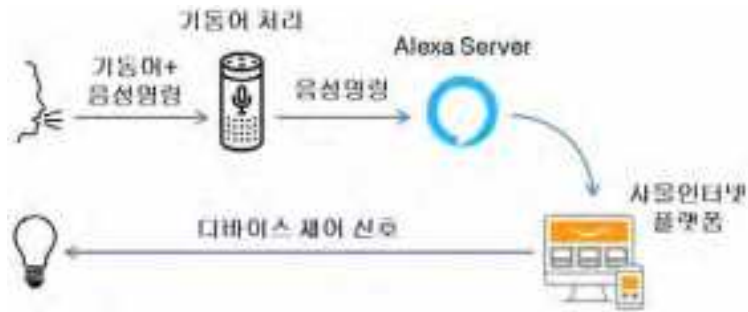 기동어 처리
Alexa Server
기동어+
음성명령
음성명령
사물인터넷
플랫폼
디바이스 제어 신호